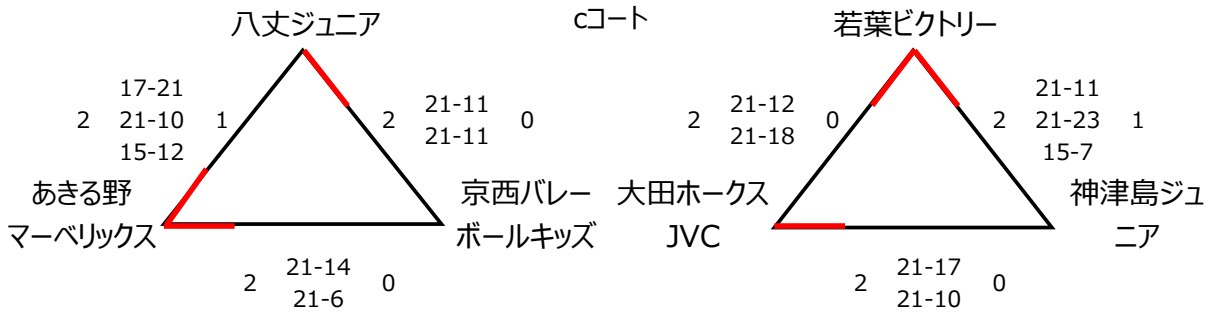 八丈ジュニア
cコート
若葉ビクトリー
17-21
2 21-10 1
15-12
21-11
2 0
21-11
21-12
2 0
21-18
21-11
2 21-23 1
15-7
あきる野
マーベリックス
京西バレー
ボールキッズ
大田ホークス
JVC
神津島ジュ
ニア
21-14
2 0
21-6
21-17
2 0
21-10